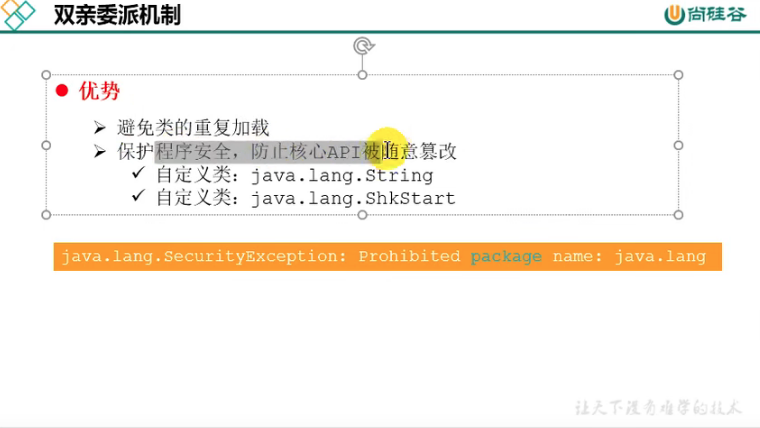 双亲委派机制
尚硅谷
优势
避免类的重复加载
保护程序安全，防止核心API被随意篡改
自定义类：java.lang.String
自定义类：java.lang.ShkStart
java.lang.SecurityException: Prohibited package name: java.lang
让天下没有难学的技术